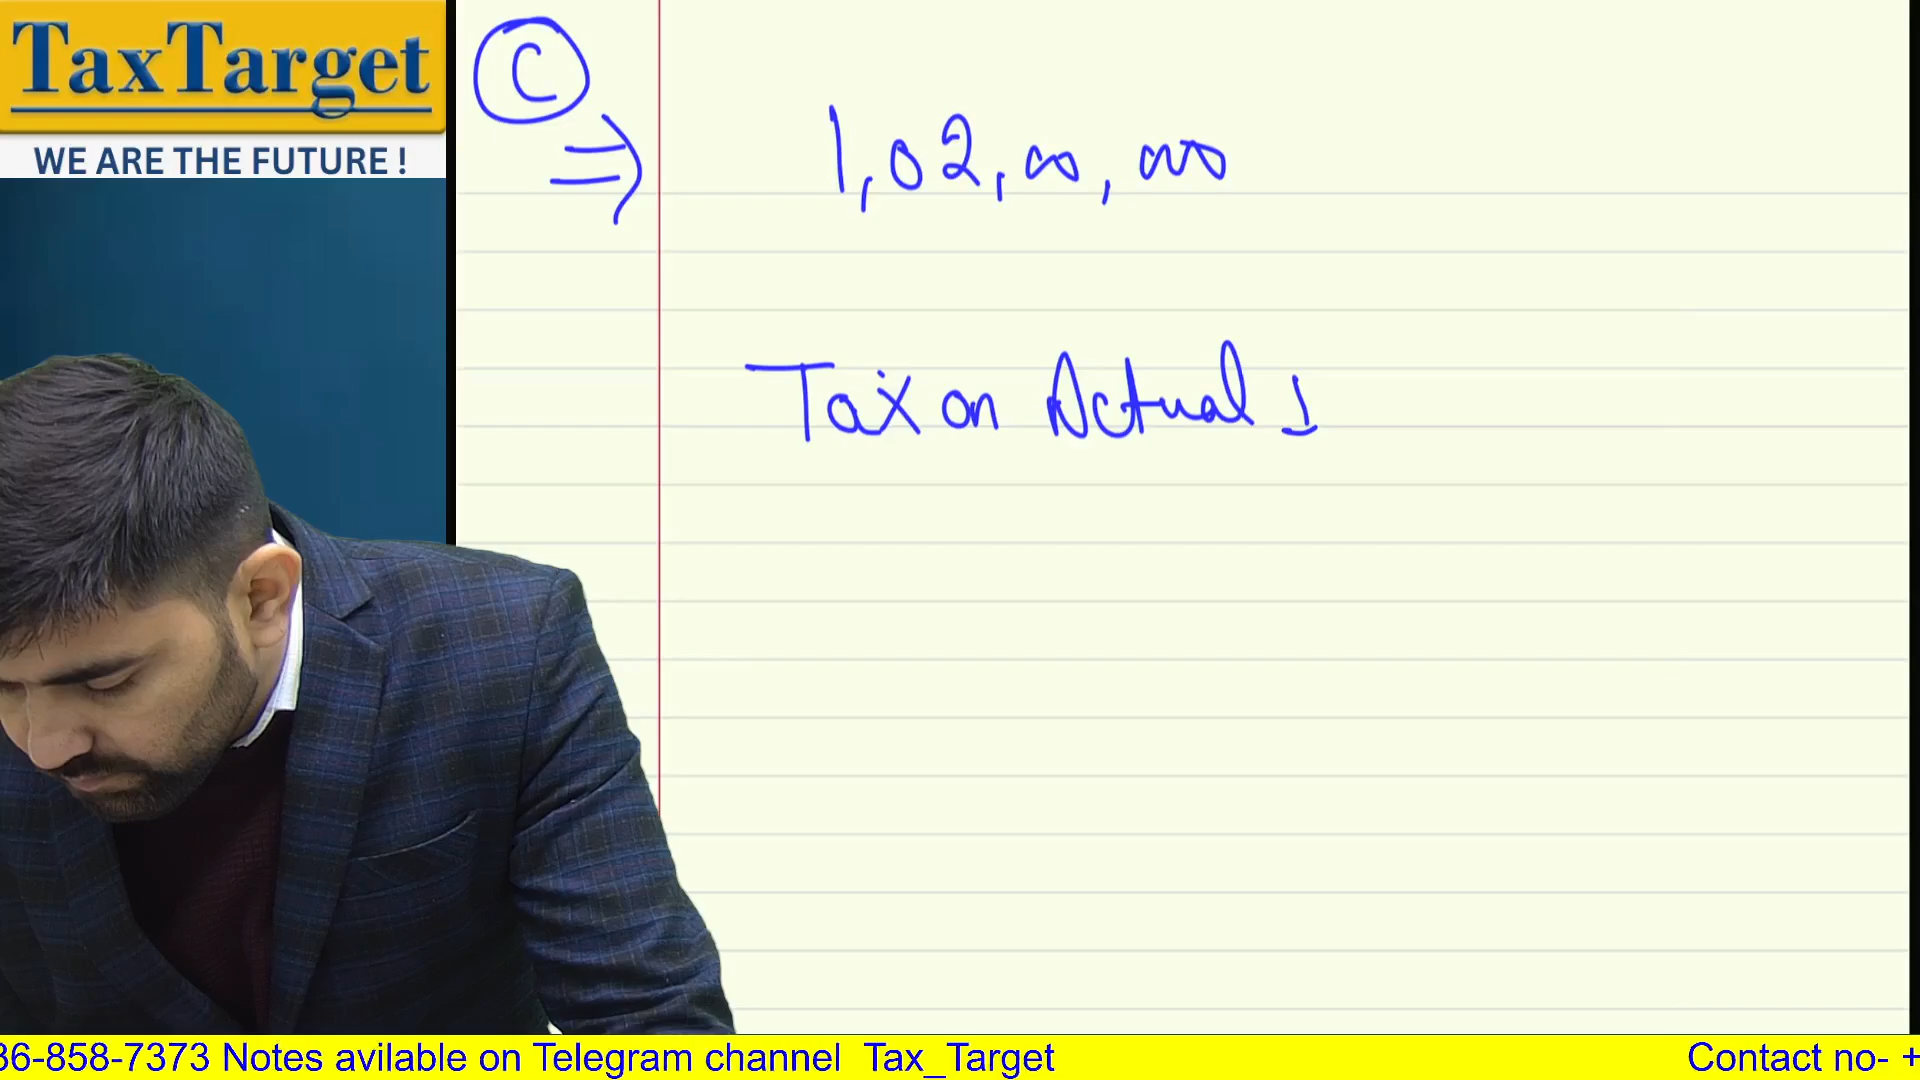 TaxTarget
WE ARE THE FUTURE !
C
⇒ 1,02,00,000
Tax on Actual I
36-858-7373 Notes avilable on Telegram channel Tax_Target
Contact no- +